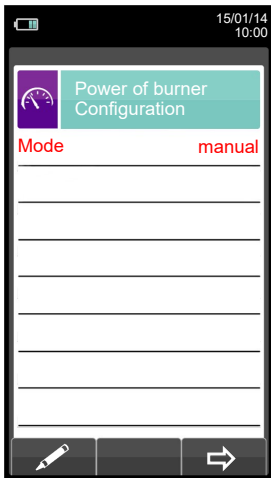 15/01/14
10:00
Power of burner
Configuration
Mode manual